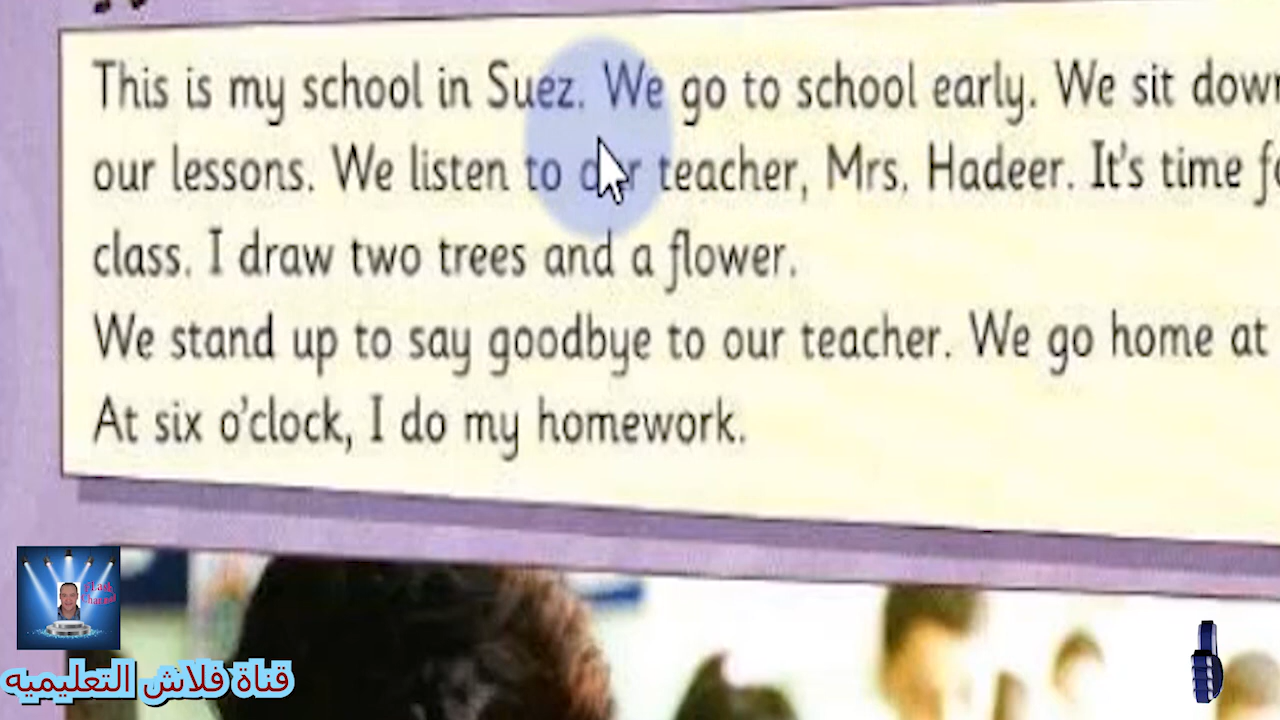 This is my school in Suez. We go to school early. We sit down
our lessons. We listen to our teacher, Mrs. Hadeer. It's time
class. I draw two trees and a flower.
We stand up to say goodbye to our teacher. We go home at
At six o'clock, I do my homework.
قناة فلاش التعليميه